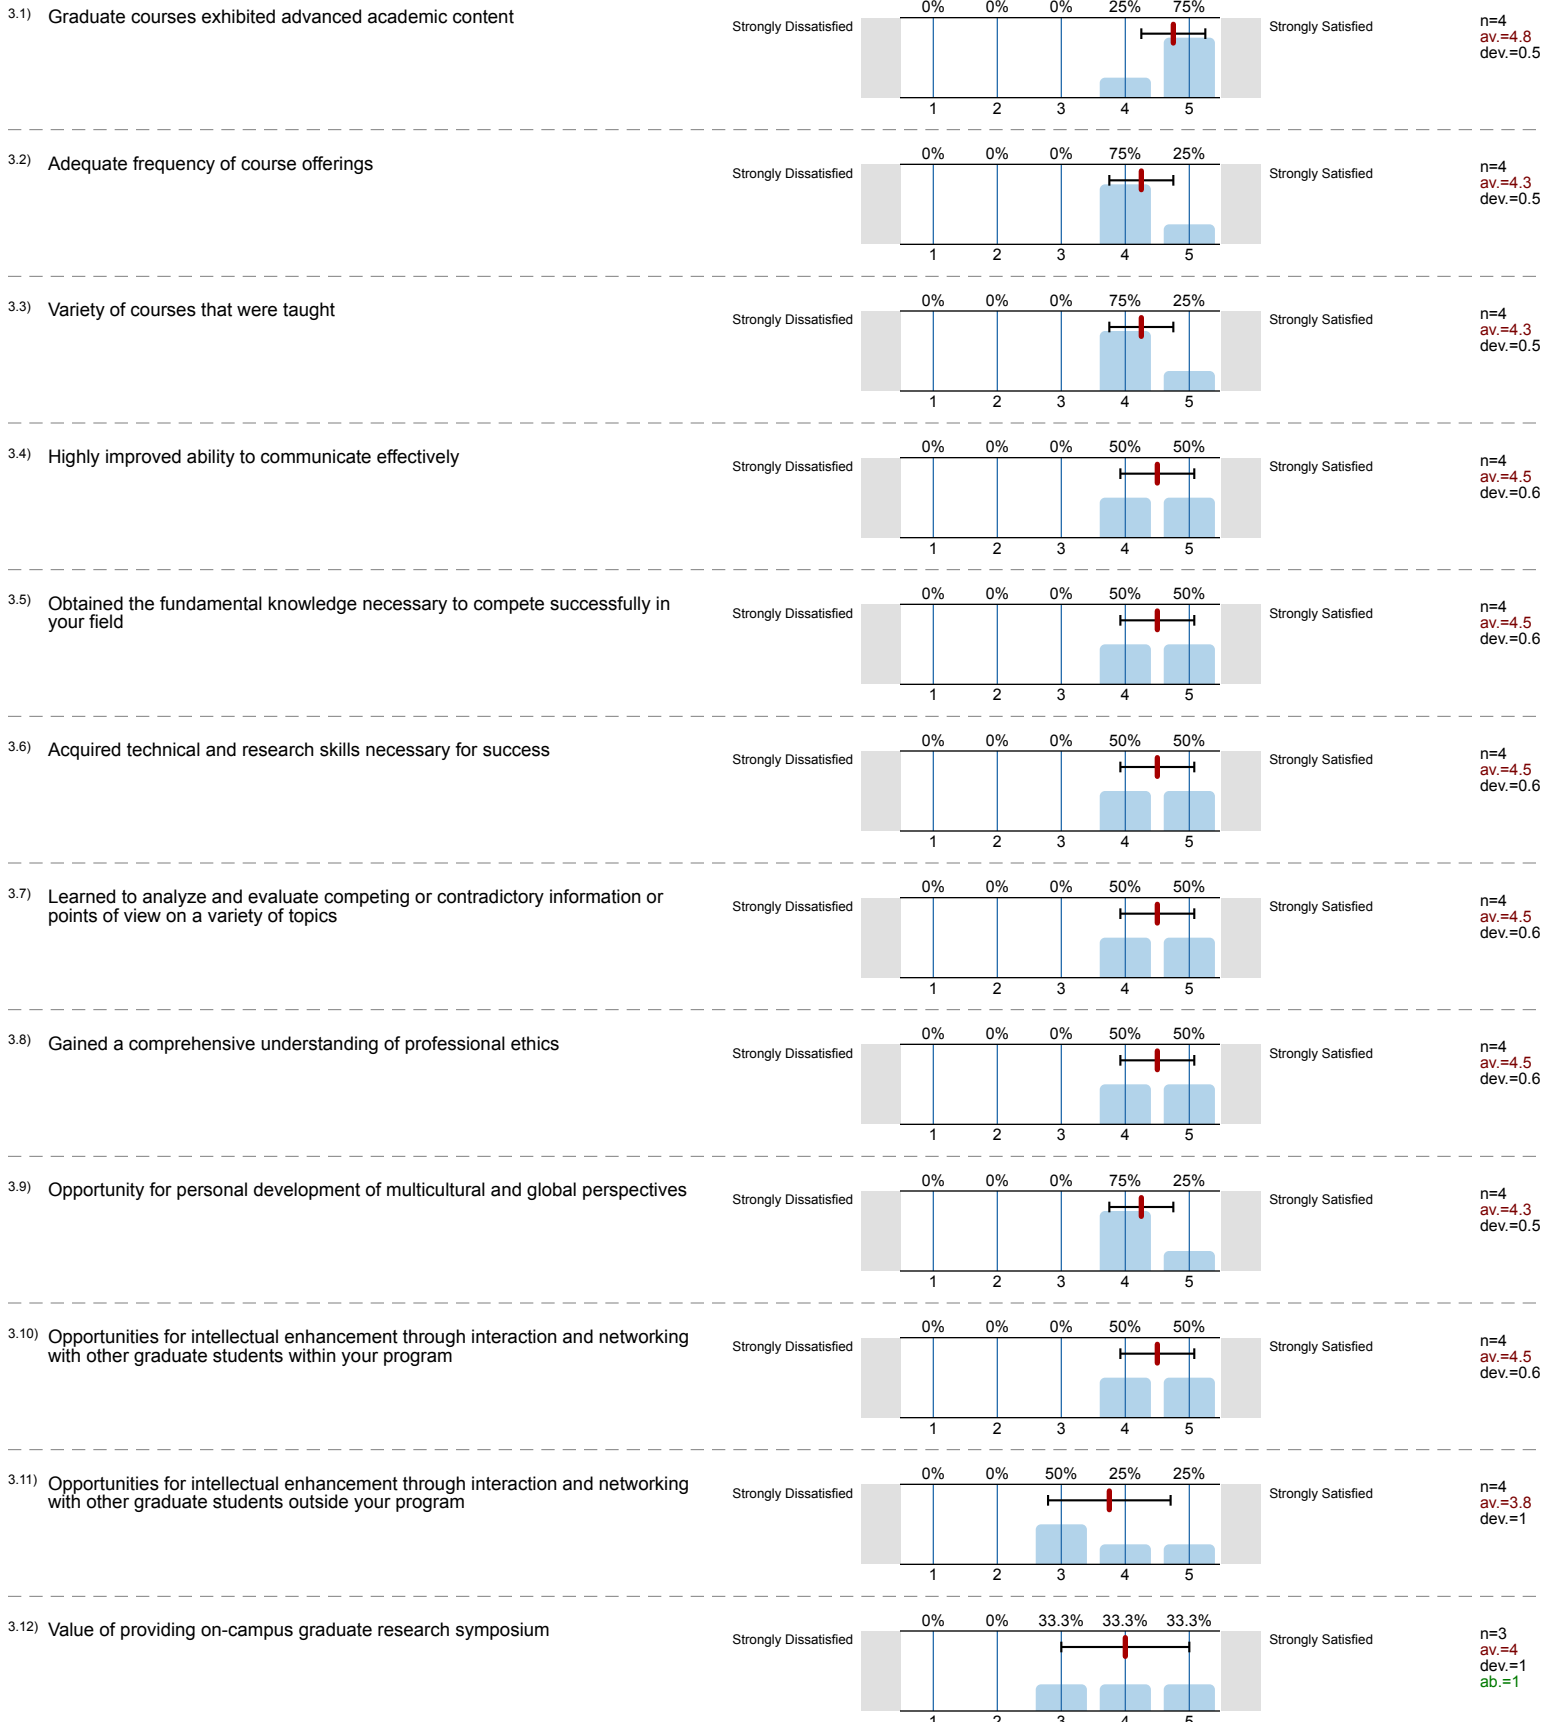 3.1) Graduate courses exhibited advanced academic content
0% 0% 0% 25% 75%
Strongly Dissatisfied Strongly Satisfied
n=4
av.=4.8
dev.=0.5
1 2 3 4 5
3.2) Adequate frequency of course offerings
0% 0% 0% 75% 25%
Strongly Dissatisfied Strongly Satisfied
n=4
av.=4.3
dev.=0.5
1 2 3 4 5
3.3) Variety of courses that were taught
0% 0% 0% 75% 25%
Strongly Dissatisfied Strongly Satisfied
n=4
av.=4.3
dev.=0.5
1 2 3 4 5
3.4) Highly improved ability to communicate effectively
0% 0% 0% 50% 50%
Strongly Dissatisfied Strongly Satisfied
n=4
av.=4.5
dev.=0.6
1 2 3 4 5
3.5) Obtained the fundamental knowledge necessary to compete successfully in
your field
0% 0% 0% 50% 50%
Strongly Dissatisfied Strongly Satisfied
n=4
av.=4.5
dev.=0.6
1 2 3 4 5
3.6) Acquired technical and research skills necessary for success
0% 0% 0% 50% 50%
Strongly Dissatisfied Strongly Satisfied
n=4
av.=4.5
dev.=0.6
1 2 3 4 5
3.7) Learned to analyze and evaluate competing or contradictory information or
points of view on a variety of topics
0% 0% 0% 50% 50%
Strongly Dissatisfied Strongly Satisfied
n=4
av.=4.5
dev.=0.6
1 2 3 4 5
3.8) Gained a comprehensive understanding of professional ethics
0% 0% 0% 50% 50%
Strongly Dissatisfied Strongly Satisfied
n=4
av.=4.5
dev.=0.6
1 2 3 4 5
3.9) Opportunity for personal development of multicultural and global perspectives
0% 0% 0% 75% 25%
Strongly Dissatisfied Strongly Satisfied
n=4
av.=4.3
dev.=0.5
1 2 3 4 5
3.10) Opportunities for intellectual enhancement through interaction and networking
with other graduate students within your program
0% 0% 0% 50% 50%
Strongly Dissatisfied Strongly Satisfied
n=4
av.=4.5
dev.=0.6
1 2 3 4 5
3.11) Opportunities for intellectual enhancement through interaction and networking
with other graduate students outside your program
0% 0% 50% 25% 25%
Strongly Dissatisfied Strongly Satisfied
n=4
av.=3.8
dev.=1
1 2 3 4 5
3.12) Value of providing on-campus graduate research symposium
0% 0% 33.3% 33.3% 33.3%
Strongly Dissatisfied Strongly Satisfied
n=3
av.=4
dev.=1
ab.=1
1 2 3 4 5